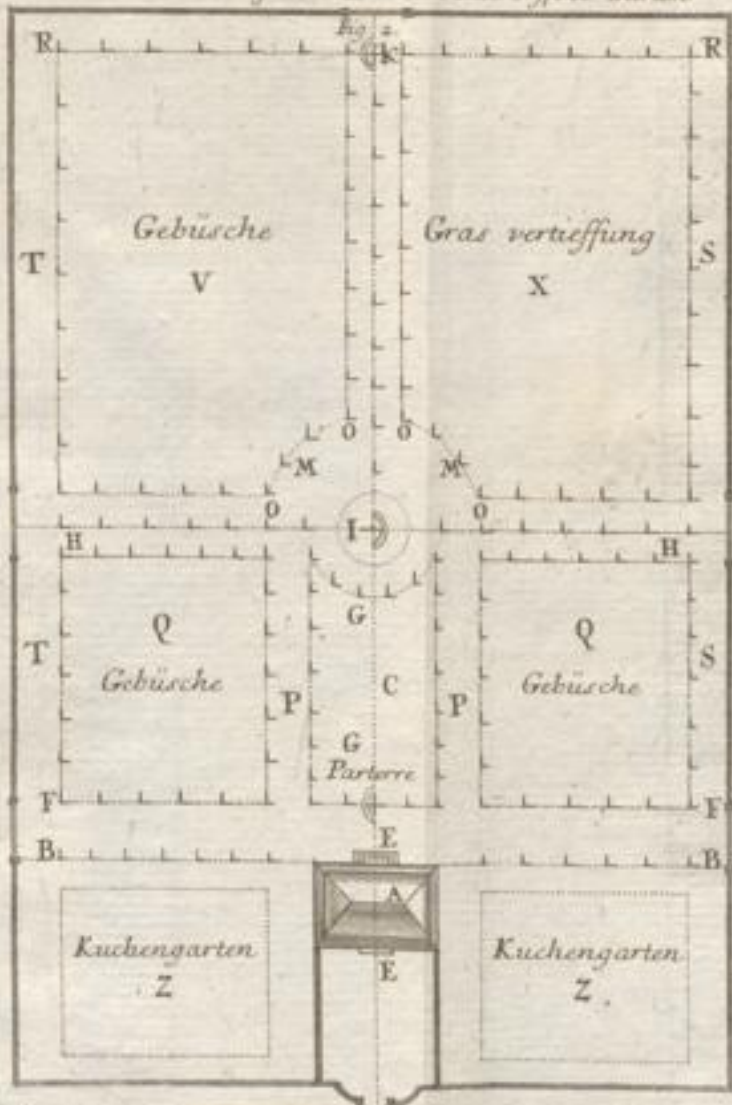 Fig. 2.
R K R
Gebüsche
Gras vertieffung
T V X S
O O
M M
O O
I
H H
Q Q
G
T Gebüsche C Gebüsche S
P P
G
Parterre
F F
E
B B
A
Kuchengarten
Z
E
Kuchengarten
Z.